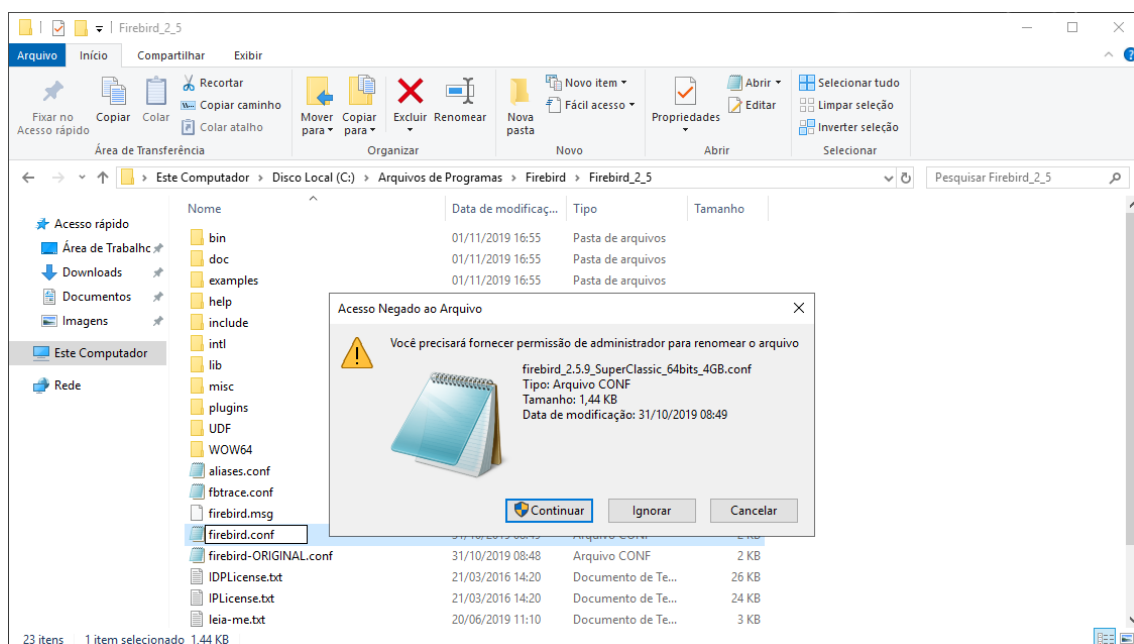 Firebird_2_5
Arquivo Início Compartilhar Exibir
Fixar no Acesso rápido
Copiar
Colar
Recortar
Copiar caminho
Colar atalho
Área de Transferência
Mover para
Copiar para
Excluir
Renomear
Organizar
Nova pasta
Novo item
Fácil acesso
Novo
Propriedades
Abrir
Editar
Abrir
Selecionar tudo
Limpar seleção
Inverter seleção
Selecionar
Este Computador > Disco Local (C:) > Arquivos de Programas > Firebird > Firebird_2_5
Pesquisar Firebird_2_5
Acesso rápido
Área de Trabalhc
Downloads
Documentos
Imagens
Este Computador
Rede
Nome Data de modificaç... Tipo Tamanho
bin 01/11/2019 16:55 Pasta de arquivos
doc 01/11/2019 16:55 Pasta de arquivos
examples 01/11/2019 16:55 Pasta de arquivos
help
include
intl
lib
misc
plugins
UDF
WOW64
aliases.conf
fbtrace.conf
firebird.msg
firebird.conf
firebird-ORIGINAL.conf 31/10/2019 08:48 Arquivo CONF 2 KB
IDPLicense.txt 21/03/2016 14:20 Documento de Te... 26 KB
IPLicense.txt 21/03/2016 14:20 Documento de Te... 24 KB
leia-me.txt 20/06/2019 11:10 Documento de Te... 3 KB
Acesso Negado ao Arquivo
Você precisará fornecer permissão de administrador para renomear o arquivo
firebird_2.5.9_SuperClassic_64bits_4GB.conf
Tipo: Arquivo CONF
Tamanho: 1,44 KB
Data de modificação: 31/10/2019 08:49
Continuar Ignorar Cancelar
23 itens 1 item selecionado 1,44 KB